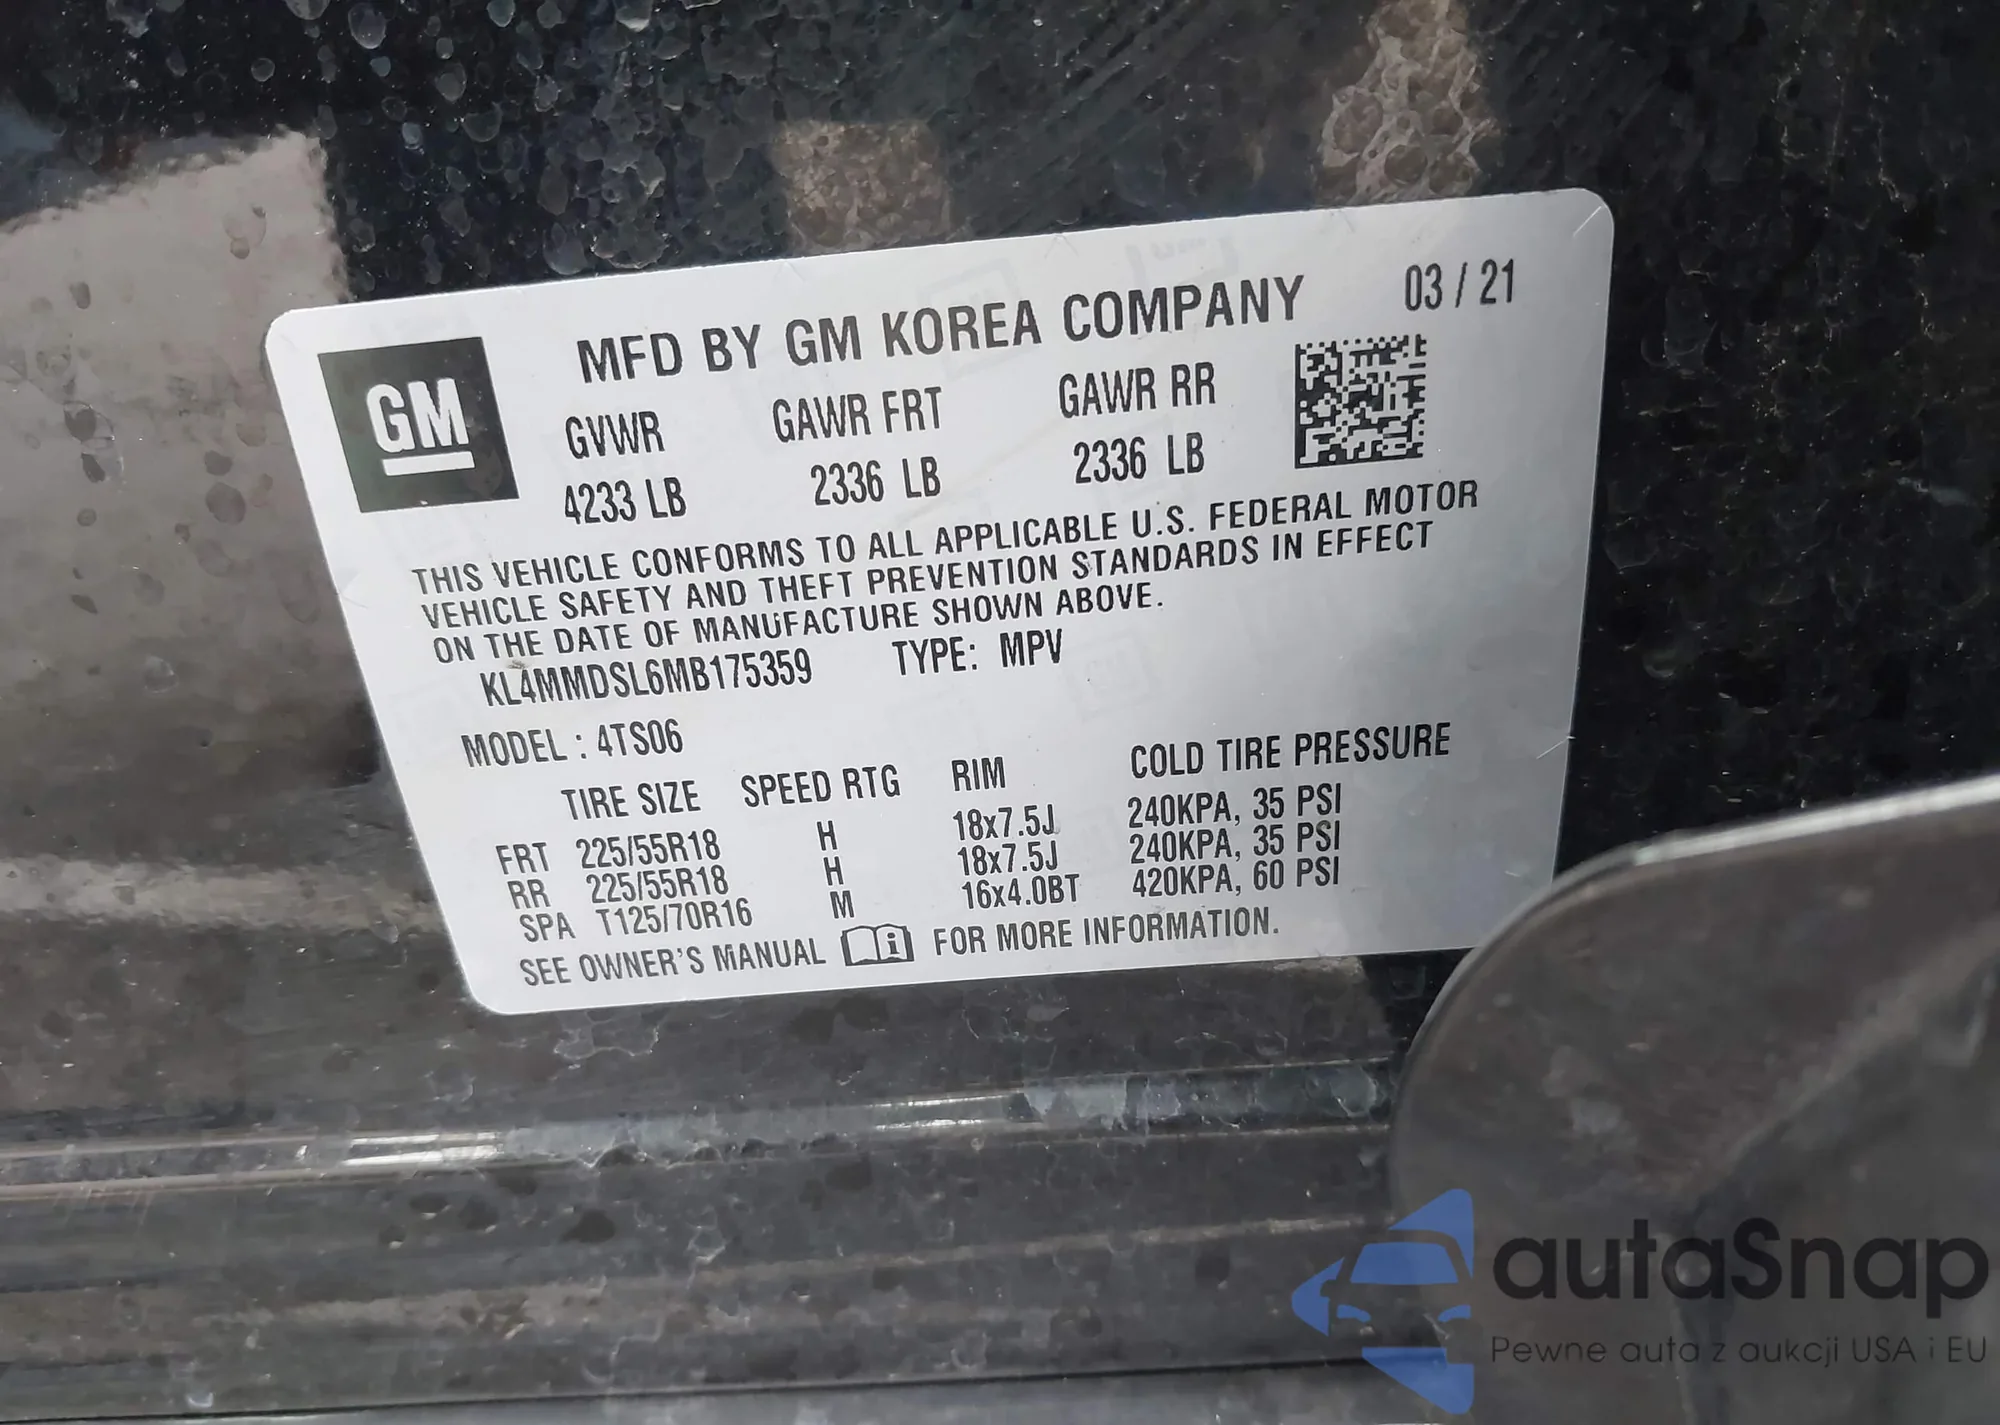 GM
MFD BY GM KOREA COMPANY 03 / 21
GVWR GAWR FRT GAWR RR
4233 LB 2336 LB 2336 LB
THIS VEHICLE CONFORMS TO ALL APPLICABLE U.S. FEDERAL MOTOR
VEHICLE SAFETY AND THEFT PREVENTION STANDARDS IN EFFECT
ON THE DATE OF MANUFACTURE SHOWN ABOVE.
KL4MMDSL6MB175359 TYPE: MPV
MODEL : 4TS06
TIRE SIZE SPEED RTG RIM COLD TIRE PRESSURE
FRT 225/55R18 H 18x7.5J 240KPA, 35 PSI
RR 225/55R18 H 18x7.5J 240KPA, 35 PSI
SPA T125/70R16 M 16x4.0BT 420KPA, 60 PSI
SEE OWNER'S MANUAL i FOR MORE INFORMATION.
autaSnap
Pewne auta z aukcji USA i EU